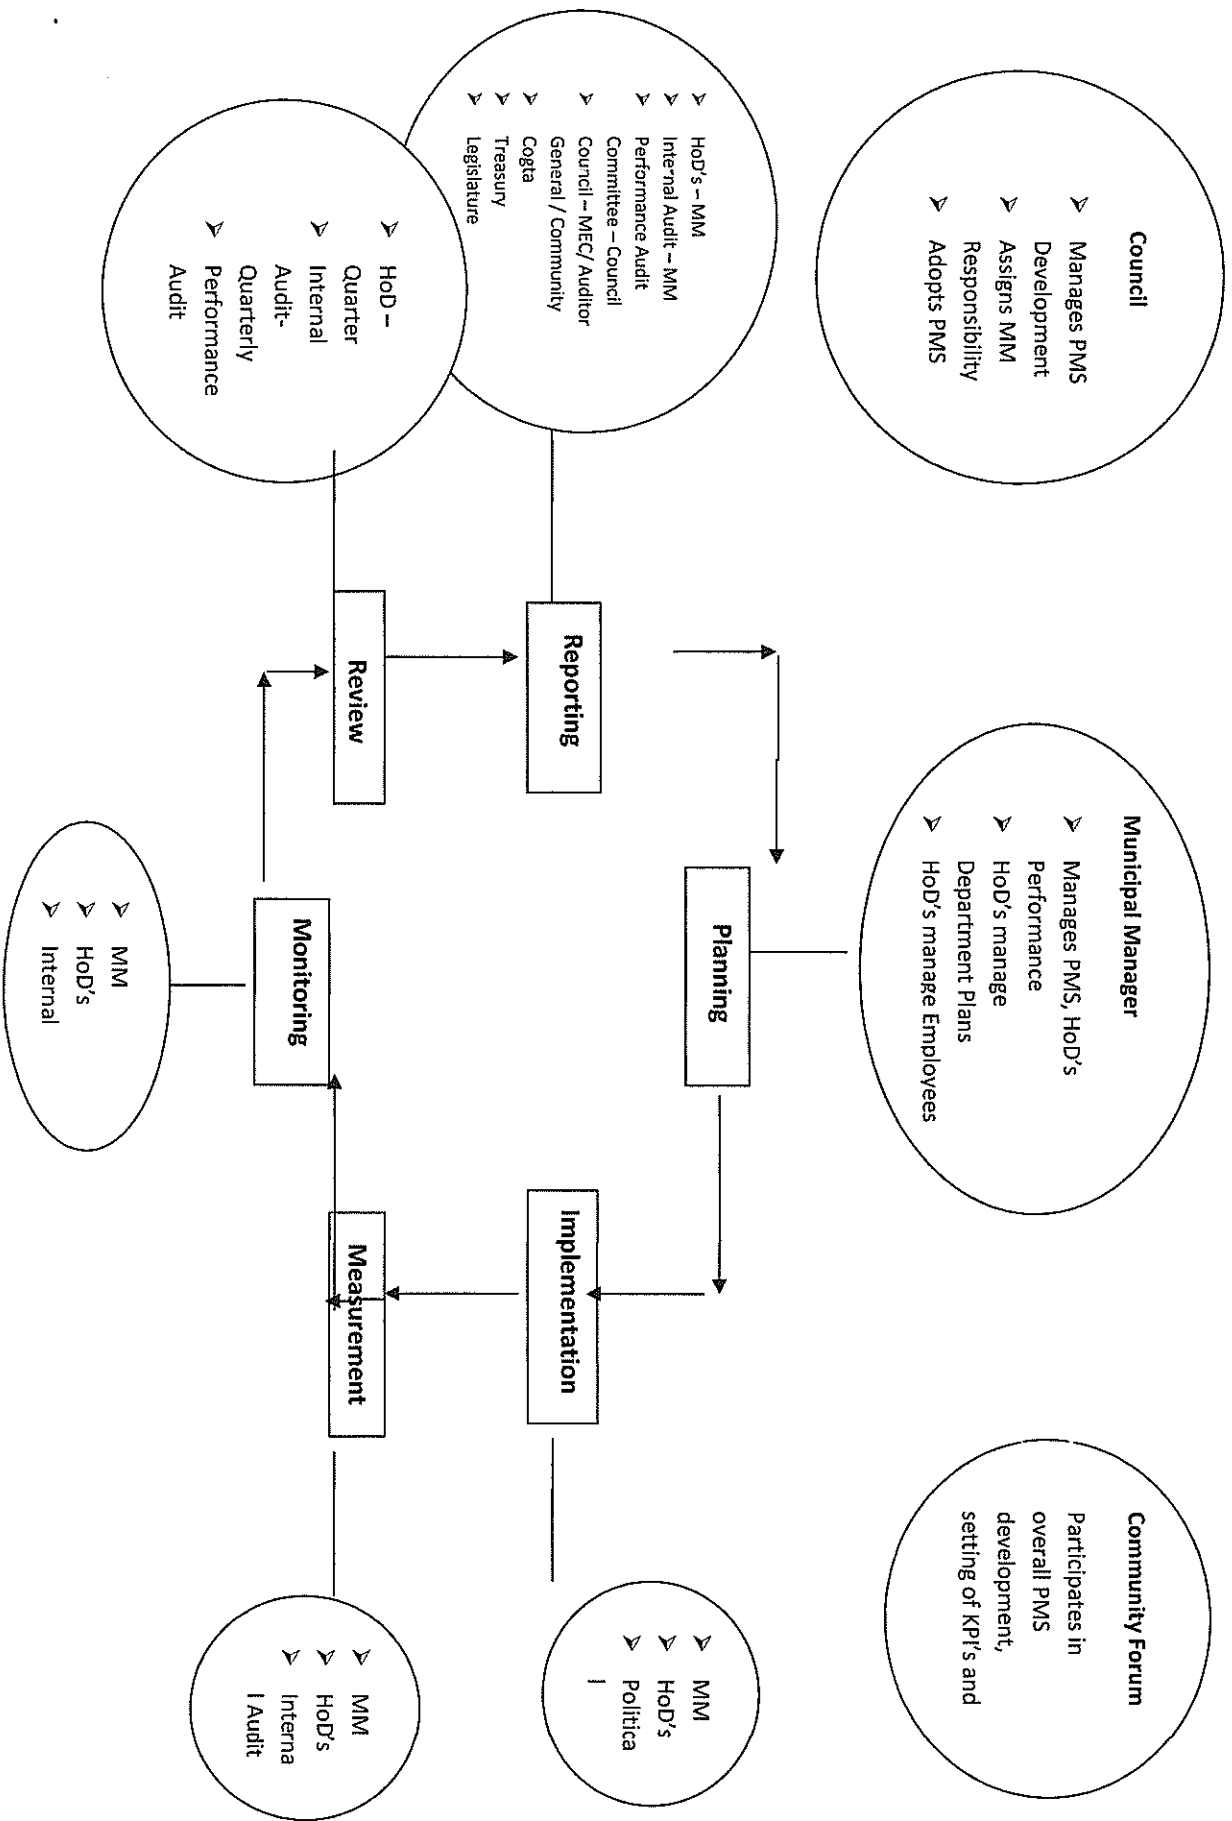 Council
Manages PMS
Development
Assigns MM
Responsibility
Adopts PMS
Municipal Manager
Manages PMS, HoD's
Performance
HoD's manage
Department Plans
HoD's manage Employees
Community Forum
Participates in
overall PMS
development,
setting of KPI's and
HoD's – MM
Internal Audit – MM
Performance Audit
Committee – Council
Council – MEC/ Auditor
General / Community
Cogta
Treasury
Legislature
Reporting
Planning
Implementation
MM
HoD's
Politica
l
HoD –
Quarter
Internal
Audit-
Quarterly
Performance
Audit
Review
Monitoring
Measurement
MM
HoD's
Interna
l Audit
MM
HoD's
Internal